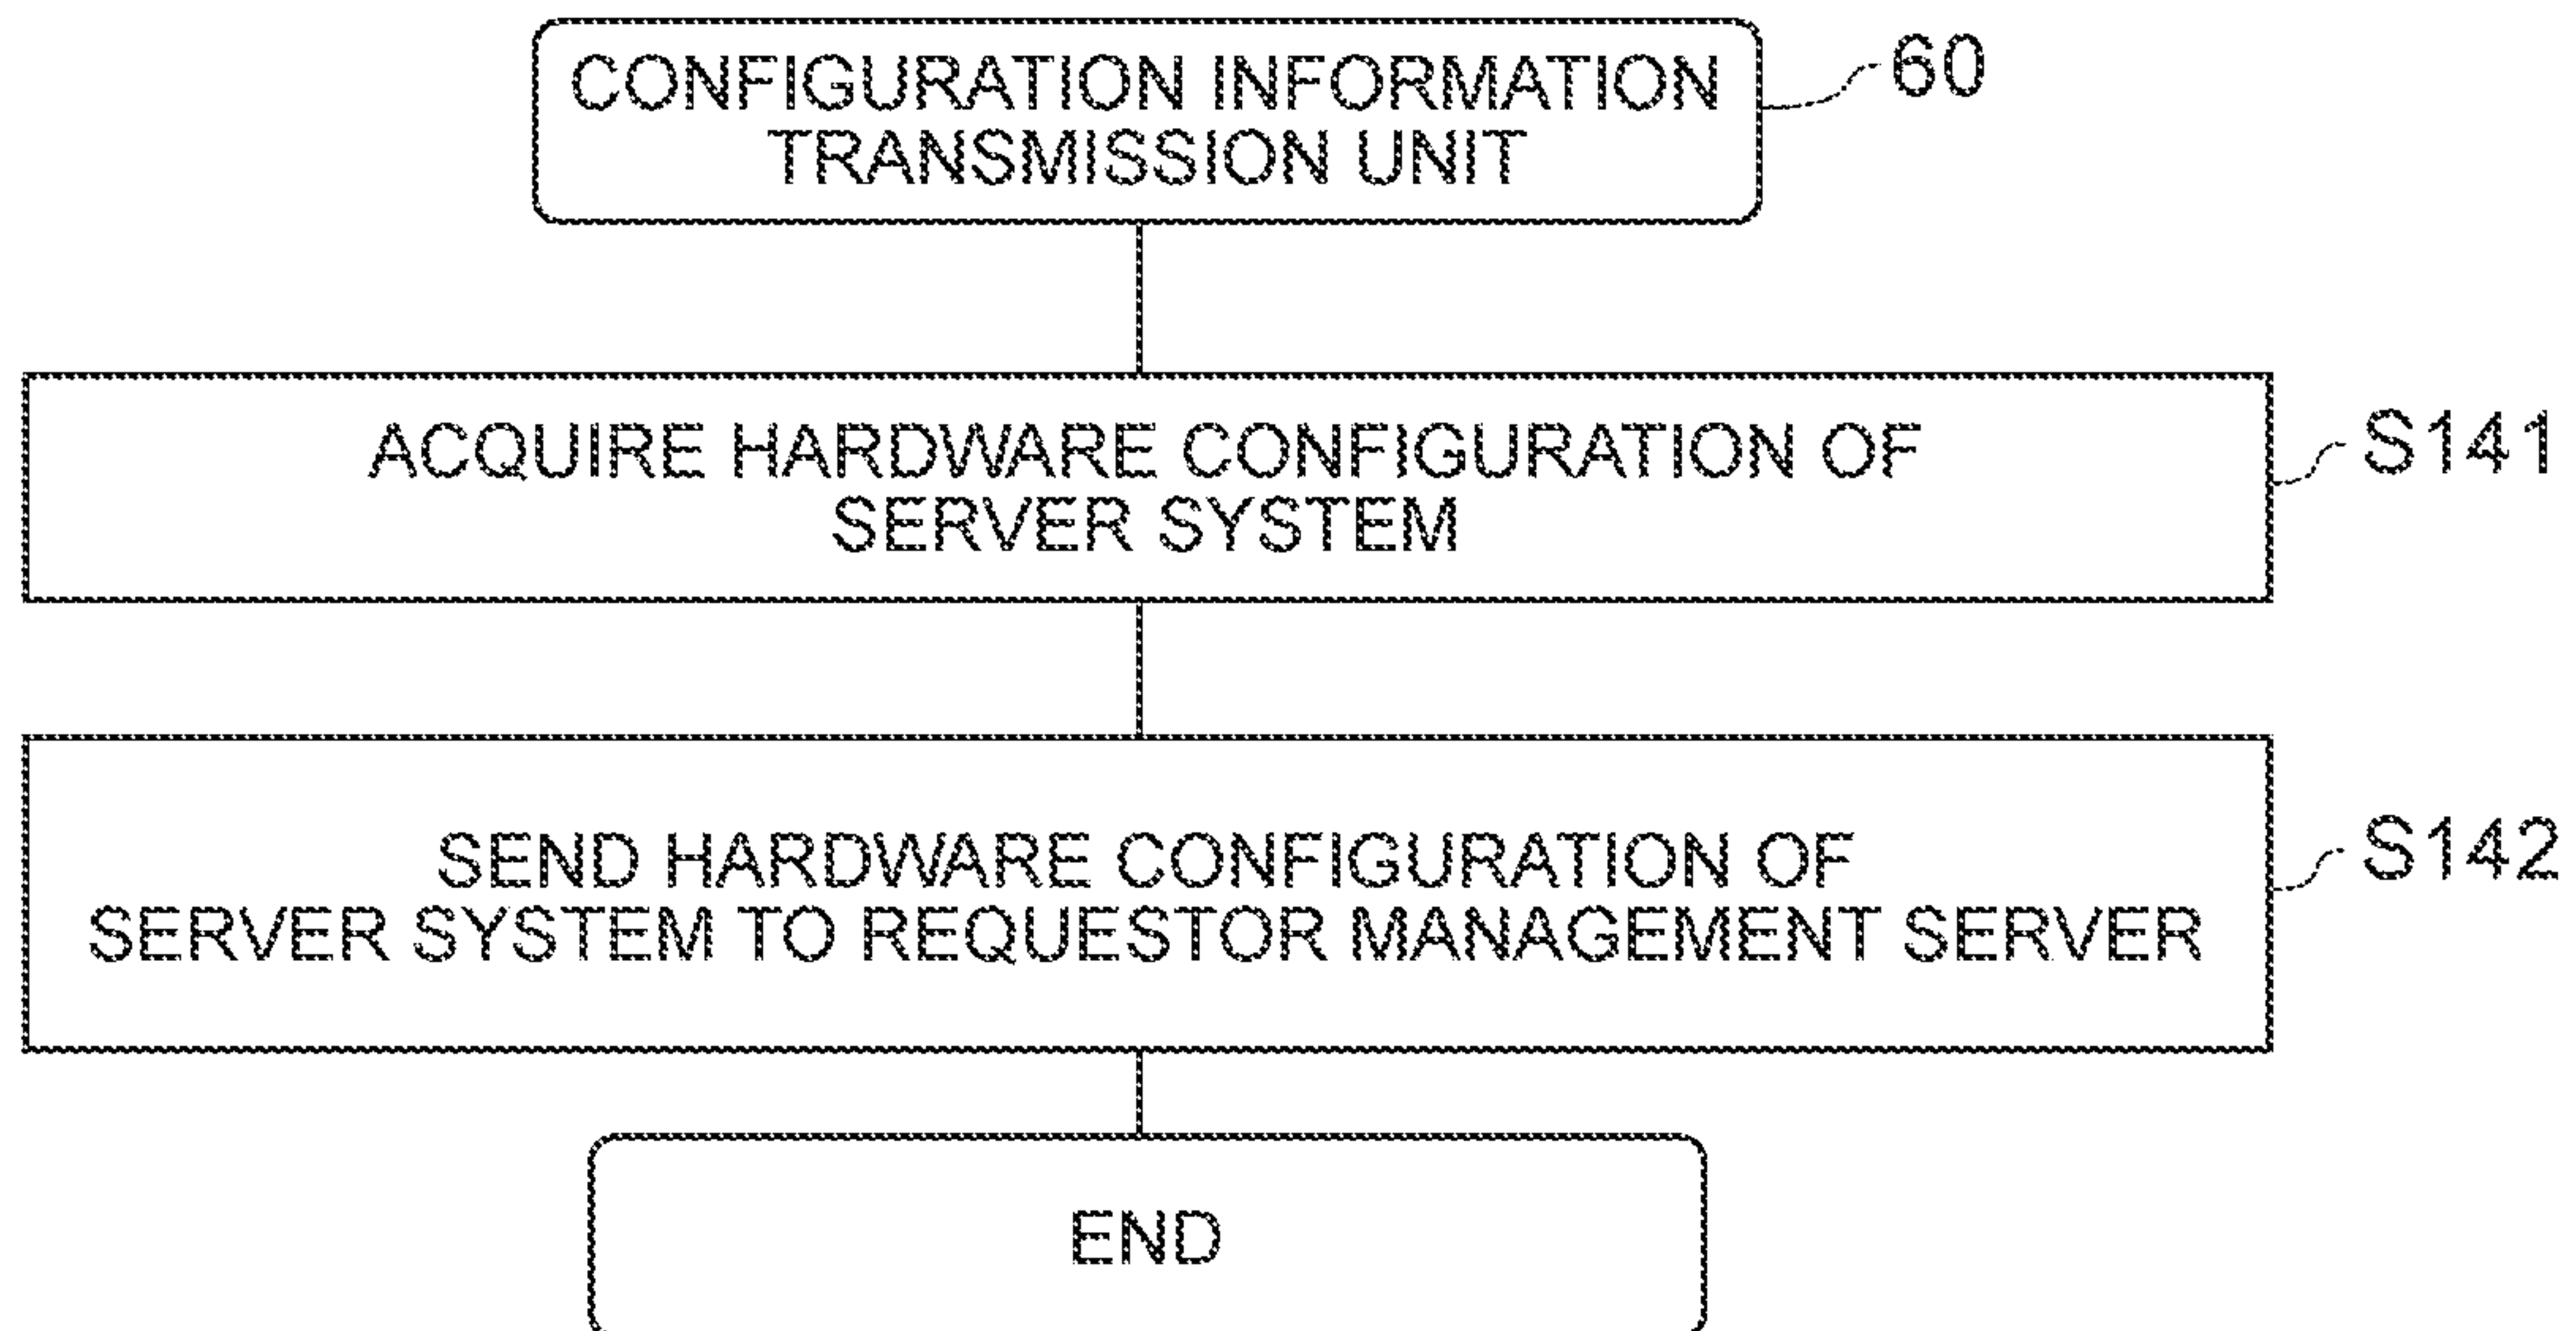 CONFIGURATION INFORMATION
TRANSMISSION UNIT
60
ACQUIRE HARDWARE CONFIGURATION OF
SERVER SYSTEM
S141
SEND HARDWARE CONFIGURATION OF
SERVER SYSTEM TO REQUESTOR MANAGEMENT SERVER
S142
END